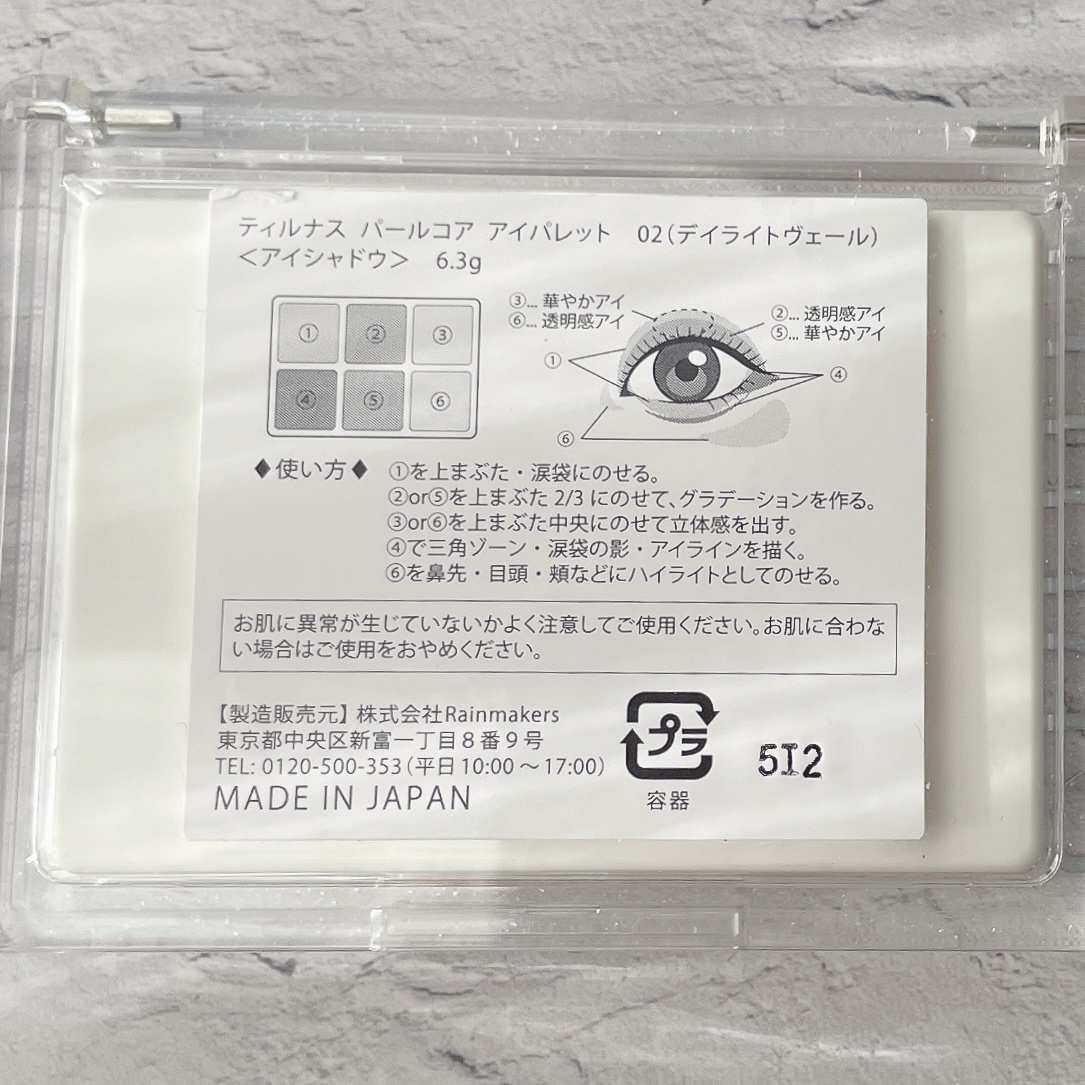 ティルナス パールコア アイパレット 02（デイライトヴェール）
＜アイシャドウ＞ 6.3g
① ② ③
④ ⑤ ⑥
③... 華やかアイ
⑥... 透明感アイ
②... 透明感アイ
⑤... 華やかアイ
①
④
⑥
♦使い方♦ ①を上まぶた・涙袋にのせる。
②or⑤を上まぶた 2/3 にのせて、グラデーションを作る。
③or⑥を上まぶた中央にのせて立体感を出す。
④で三角ゾーン・涙袋の影・アイラインを描く。
⑥を鼻先・目頭・頬などにハイライトとしてのせる。
お肌に異常が生じていないかよく注意してご使用ください。お肌に合わな
い場合はご使用をおやめください。
【製造販売元】株式会社Rainmakers
東京都中央区新富一丁目８番９号
TEL: 0120-500-353（平日 10:00 ～ 17:00）
MADE IN JAPAN
プラ
容器
5I2